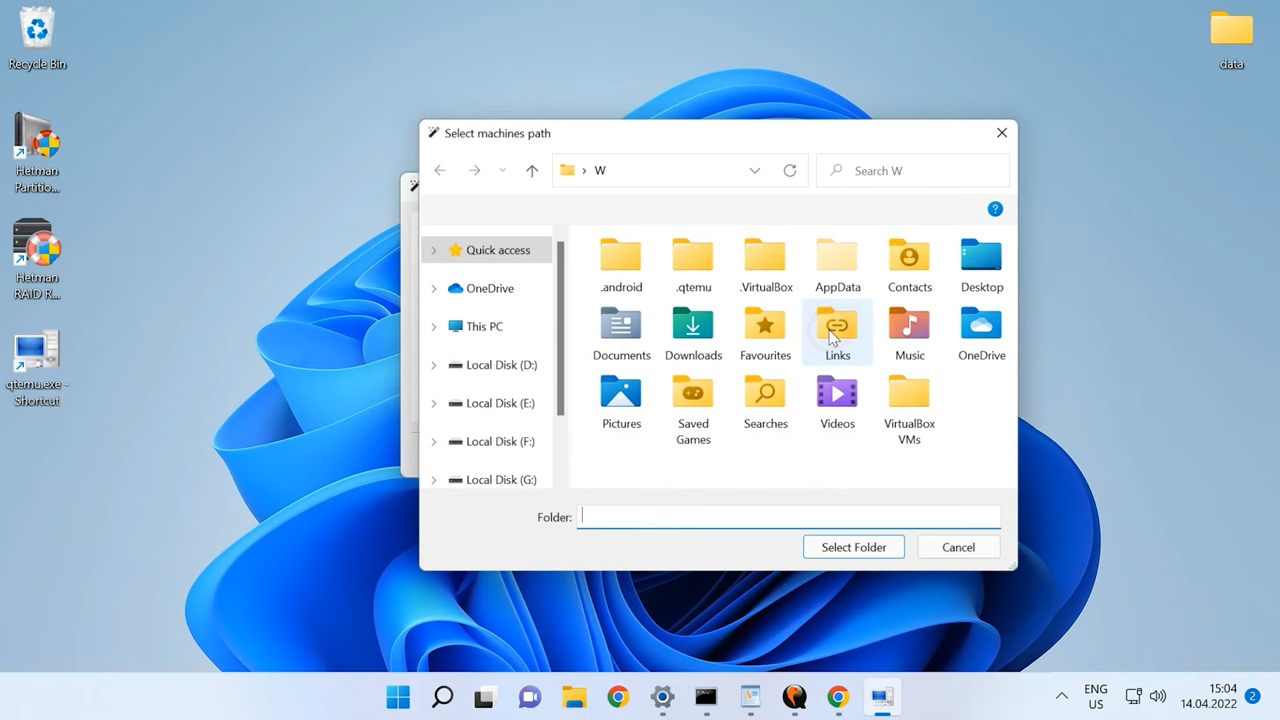 Recycle Bin
data
Hetman
Partitio...
Hetman
RAID R...
qtemu.exe -
Shortcut
Select machines path
W
Search W
?
Quick access
OneDrive
This PC
Local Disk (D:)
Local Disk (E:)
Local Disk (F:)
Local Disk (G:)
.android
.qtemu
.VirtualBox
AppData
Contacts
Desktop
Documents
Downloads
Favourites
Links
Music
OneDrive
Pictures
Saved
Games
Searches
Videos
VirtualBox
VMs
Folder:
Select Folder
Cancel
ENG
US
15:04
14.04.2022
2